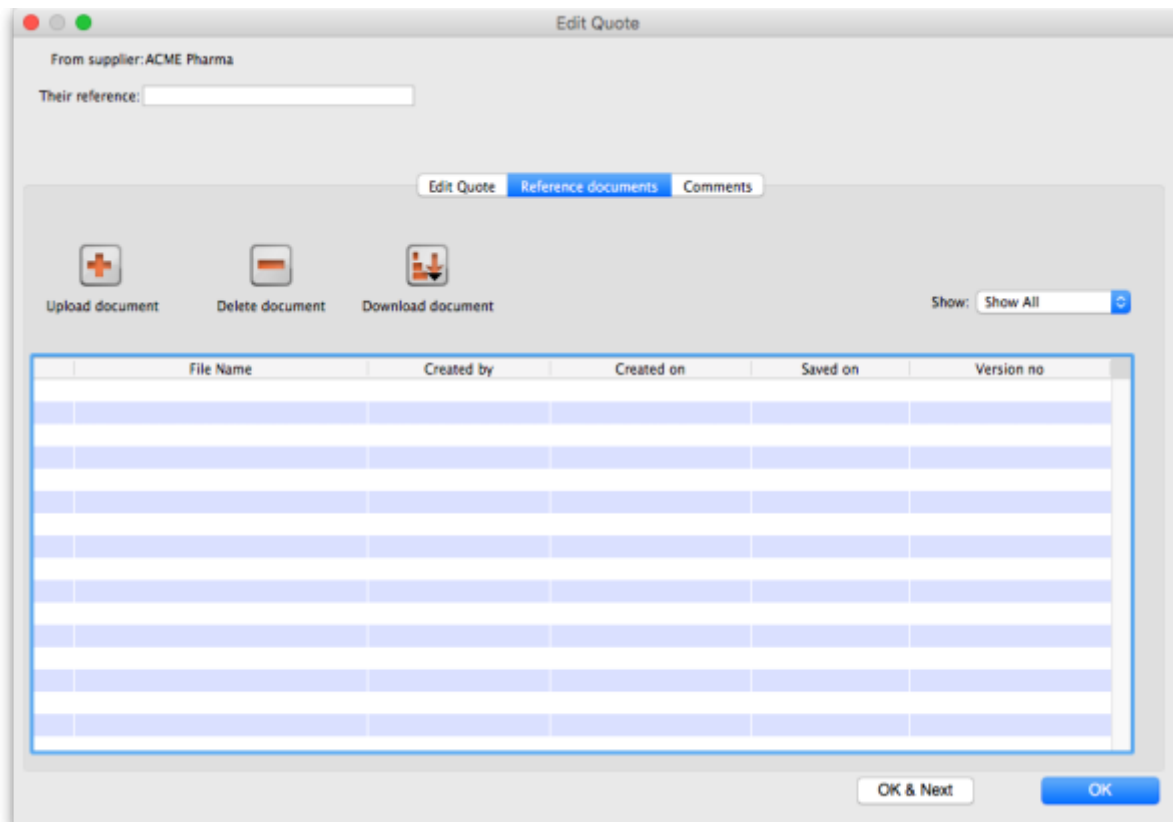 Edit Quote
From supplier: ACME Pharma
Their reference:
Edit Quote Reference documents Comments
Upload document Delete document Download document
Show: Show All
File Name Created by Created on Saved on Version no
OK & Next OK